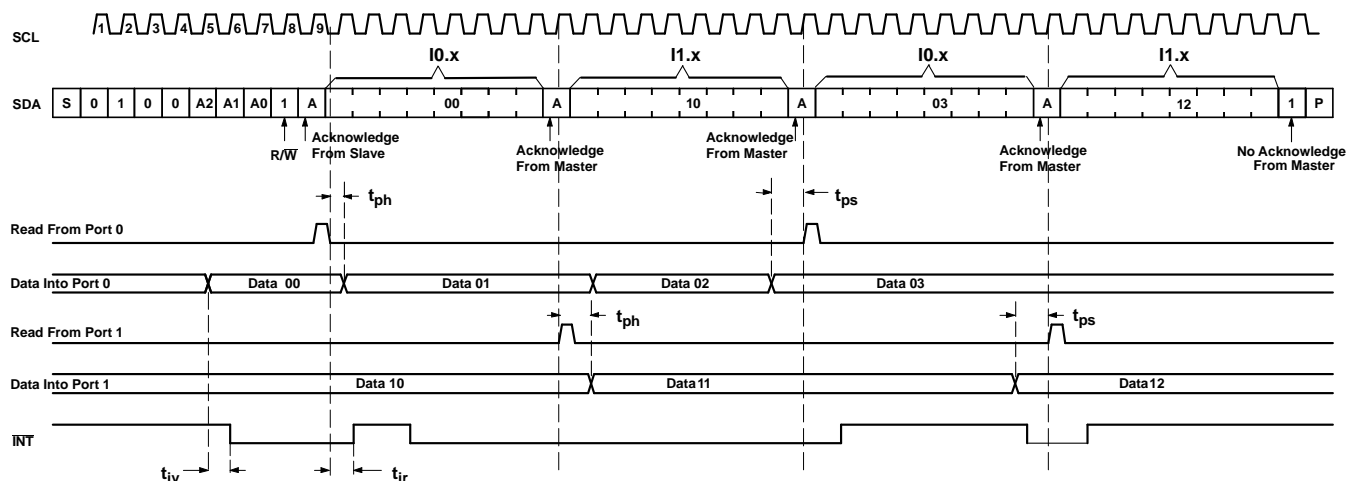 SCL
1 2 3 4 5 6 7 8 9
I0.x I1.x I0.x I1.x
SDA S 0 1 0 0 A2 A1 A0 1 A 00 A 10 A 03 A 12 1 P
R/W
Acknowledge
From Slave
Acknowledge
From Master
Acknowledge
From Master
Acknowledge
From Master
No Acknowledge
From Master
tph
tps
Read From Port 0
Data Into Port 0 Data 00 Data 01 Data 02 Data 03
tph
tps
Read From Port 1
Data Into Port 1 Data 10 Data 11 Data 12
INT
tiv
tir